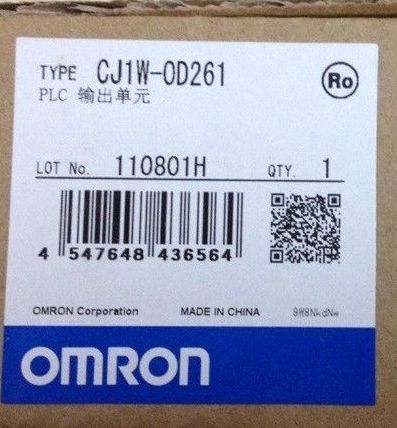 TYPE CJ1W-OD261 Ro
PLC 输出单元
LOT No. 110801H QTY. 1
4 547648 436564
OMRON Corporation MADE IN CHINA 9W8NkdNw
OMRON